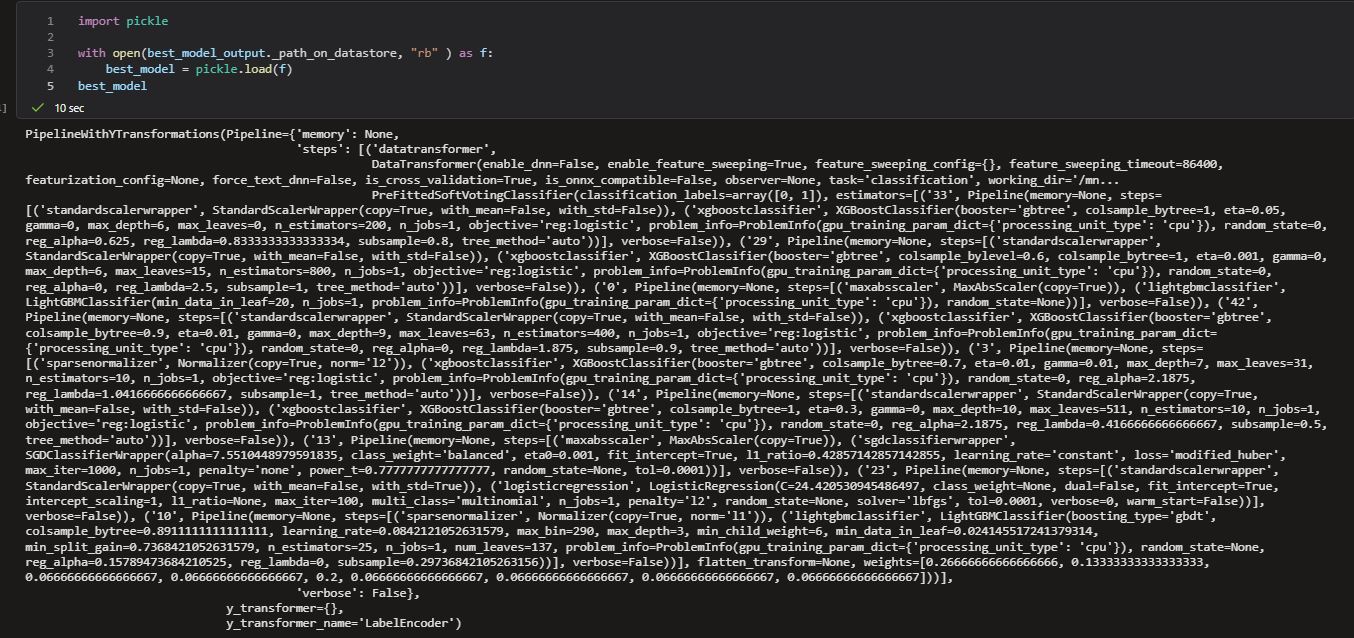 1 import pickle
2
3 with open(best_model_output._path_on_datastore, "rb" ) as f:
4 best_model = pickle.load(f)
5 best_model
✓ 10 sec
PipelineWithYTransformations(Pipeline={'memory': None,
'steps': [('datatransformer',
DataTransformer(enable_dnn=False, enable_feature_sweeping=True, feature_sweeping_config={}, feature_sweeping_timeout=86400,
featurization_config=None, force_text_dnn=False, is_cross_validation=True, is_onnx_compatible=False, observer=None, task='classification', working_dir='/mn...
PreFittedSoftVotingClassifier(classification_labels=array([0, 1]), estimators=[('33', Pipeline(memory=None, steps=
[('standardscalerwrapper', StandardScalerWrapper(copy=True, with_mean=False, with_std=False)), ('xgboostclassifier', XGBoostClassifier(booster='gbtree', colsample_bytree=1, eta=0.05,
gamma=0, max_depth=6, max_leaves=0, n_estimators=200, n_jobs=1, objective='reg:logistic', problem_info=ProblemInfo(gpu_training_param_dict={'processing_unit_type': 'cpu'}), random_state=0,
reg_alpha=0.625, reg_lambda=0.8333333333333334, subsample=0.8, tree_method='auto'))], verbose=False)), ('29', Pipeline(memory=None, steps=[('standardscalerwrapper',
StandardScalerWrapper(copy=True, with_mean=False, with_std=False)), ('xgboostclassifier', XGBoostClassifier(booster='gbtree', colsample_bylevel=0.6, colsample_bytree=1, eta=0.001, gamma=0,
max_depth=6, max_leaves=15, n_estimators=800, n_jobs=1, objective='reg:logistic', problem_info=ProblemInfo(gpu_training_param_dict={'processing_unit_type': 'cpu'}), random_state=0,
reg_alpha=0, reg_lambda=2.5, subsample=1, tree_method='auto'))], verbose=False)), ('0', Pipeline(memory=None, steps=[('maxabsscaler', MaxAbsScaler(copy=True)), ('lightgbmclassifier',
LightGBMClassifier(min_data_in_leaf=20, n_jobs=1, problem_info=ProblemInfo(gpu_training_param_dict={'processing_unit_type': 'cpu'}), random_state=None))], verbose=False)), ('42',
Pipeline(memory=None, steps=[('standardscalerwrapper', StandardScalerWrapper(copy=True, with_mean=False, with_std=False)), ('xgboostclassifier', XGBoostClassifier(booster='gbtree',
colsample_bytree=0.9, eta=0.01, gamma=0, max_depth=9, max_leaves=63, n_estimators=400, n_jobs=1, objective='reg:logistic', problem_info=ProblemInfo(gpu_training_param_dict=
{'processing_unit_type': 'cpu'}), random_state=0, reg_alpha=0, reg_lambda=1.875, subsample=0.9, tree_method='auto'))], verbose=False)), ('3', Pipeline(memory=None, steps=
[('sparsenormalizer', Normalizer(copy=True, norm='l2')), ('xgboostclassifier', XGBoostClassifier(booster='gbtree', colsample_bytree=0.7, eta=0.01, gamma=0.01, max_depth=7, max_leaves=31,
n_estimators=10, n_jobs=1, objective='reg:logistic', problem_info=ProblemInfo(gpu_training_param_dict={'processing_unit_type': 'cpu'}), random_state=0, reg_alpha=2.1875,
reg_lambda=1.0416666666666667, subsample=1, tree_method='auto'))], verbose=False)), ('14', Pipeline(memory=None, steps=[('standardscalerwrapper', StandardScalerWrapper(copy=True,
with_mean=False, with_std=False)), ('xgboostclassifier', XGBoostClassifier(booster='gbtree', colsample_bytree=1, eta=0.3, gamma=0, max_depth=10, max_leaves=511, n_estimators=10, n_jobs=1,
objective='reg:logistic', problem_info=ProblemInfo(gpu_training_param_dict={'processing_unit_type': 'cpu'}), random_state=0, reg_alpha=2.1875, reg_lambda=0.4166666666666667, subsample=0.5,
tree_method='auto'))], verbose=False)), ('13', Pipeline(memory=None, steps=[('maxabsscaler', MaxAbsScaler(copy=True)), ('sgdclassifierwrapper',
SGDClassifierWrapper(alpha=7.5510448979591835, class_weight='balanced', eta0=0.001, fit_intercept=True, l1_ratio=0.42857142857142855, learning_rate='constant', loss='modified_huber',
max_iter=1000, n_jobs=1, penalty='none', power_t=0.7777777777777777, random_state=None, tol=0.0001))], verbose=False)), ('23', Pipeline(memory=None, steps=[('standardscalerwrapper',
StandardScalerWrapper(copy=True, with_mean=False, with_std=True)), ('logisticregression', LogisticRegression(C=24.420530945486497, class_weight=None, dual=False, fit_intercept=True,
intercept_scaling=1, l1_ratio=None, max_iter=100, multi_class='multinomial', n_jobs=1, penalty='l2', random_state=None, solver='lbfgs', tol=0.0001, verbose=0, warm_start=False))],
verbose=False)), ('10', Pipeline(memory=None, steps=[('sparsenormalizer', Normalizer(copy=True, norm='l1')), ('lightgbmclassifier', LightGBMClassifier(boosting_type='gbdt',
colsample_bytree=0.8911111111111111, learning_rate=0.0842121052631579, max_bin=290, max_depth=3, min_child_weight=6, min_data_in_leaf=0.024145517241379314,
min_split_gain=0.7368421052631579, n_estimators=25, n_jobs=1, num_leaves=137, problem_info=ProblemInfo(gpu_training_param_dict={'processing_unit_type': 'cpu'}), random_state=None,
reg_alpha=0.15789473684210525, reg_lambda=0, subsample=0.29736842105263156))], verbose=False))], flatten_transform=None, weights=[0.26666666666666666, 0.13333333333333333,
0.06666666666666667, 0.06666666666666667, 0.2, 0.06666666666666667, 0.06666666666666667, 0.06666666666666667, 0.06666666666666667]))],
'verbose': False},
y_transformer={},
y_transformer_name='LabelEncoder')